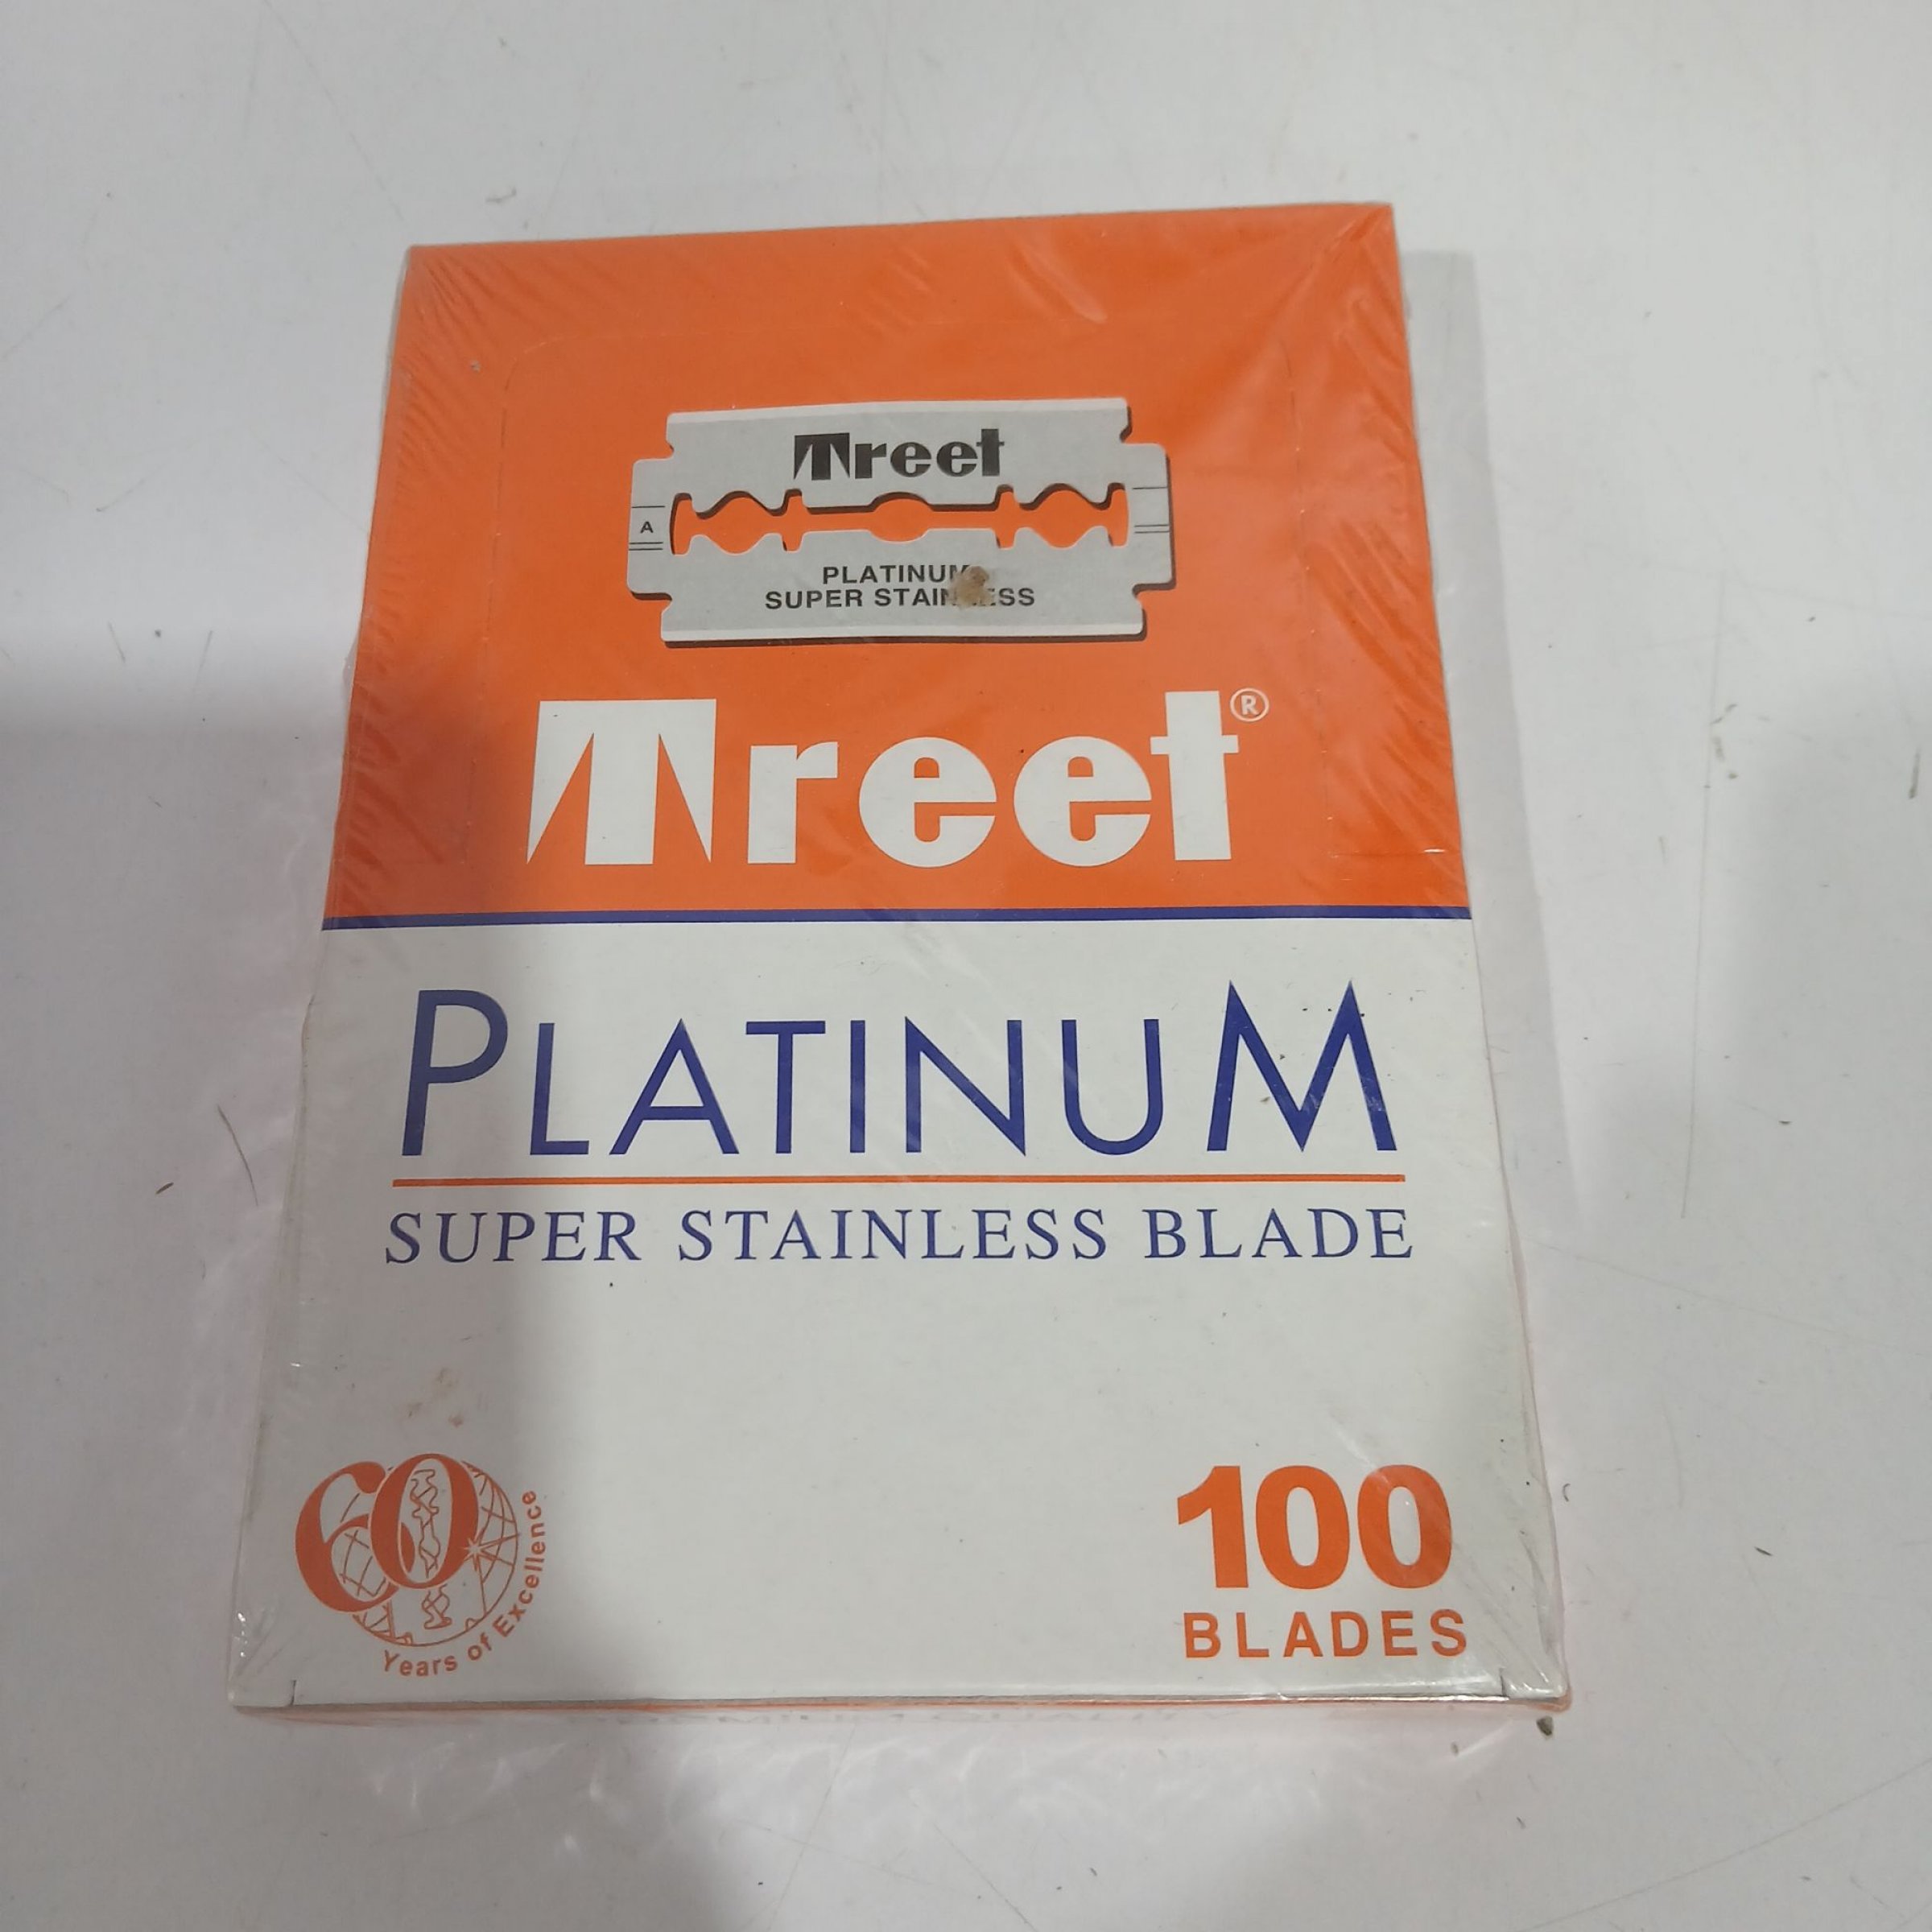 Treet
A
PLATINUM
SUPER STAINLESS
Treet®
PLATINUM
SUPER STAINLESS BLADE
60
Years of Excellence
100
BLADES